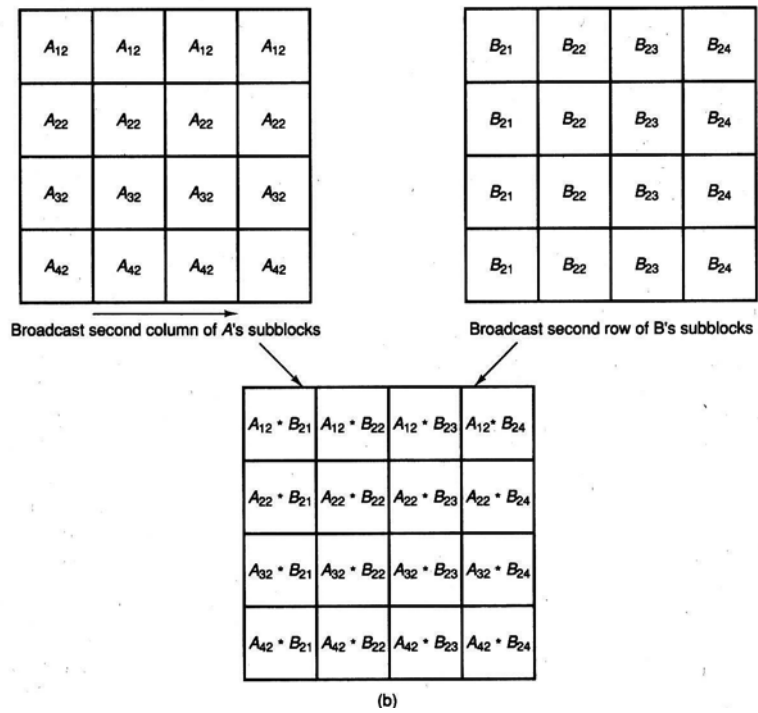 A12 A12 A12 A12
A22 A22 A22 A22
A32 A32 A32 A32
A42 A42 A42 A42
Broadcast second column of A's subblocks
B21 B22 B23 B24
B21 B22 B23 B24
B21 B22 B23 B24
B21 B22 B23 B24
Broadcast second row of B's subblocks
A12 * B21 A12 * B22 A12 * B23 A12* B24
A22 * B21 A22 * B22 A22 * B23 A22 * B24
A32 * B21 A32 * B22 A32 * B23 A32 * B24
A42 * B21 A42 * B22 A42 * B23 A42 * B24
(b)